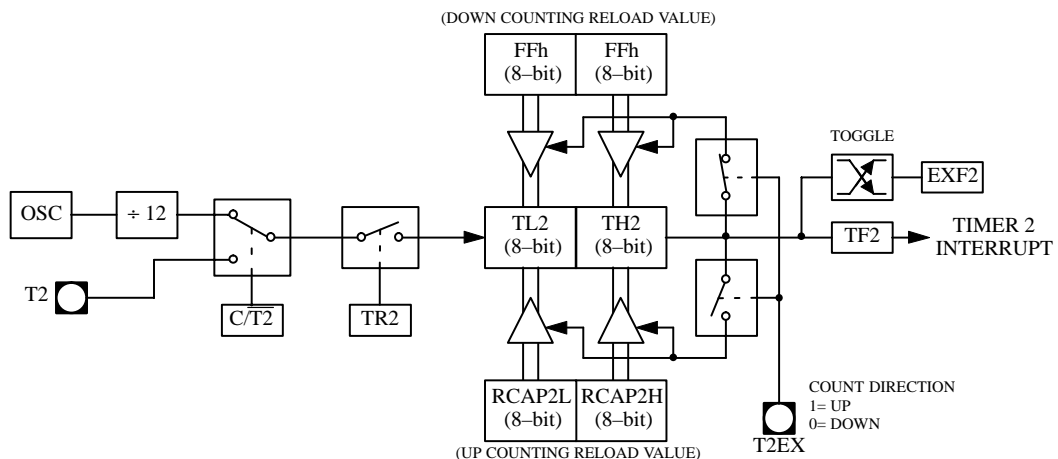 (DOWN COUNTING RELOAD VALUE)
FFh
(8–bit)
FFh
(8–bit)
TOGGLE
EXF2
OSC
÷ 12
TL2
(8–bit)
TH2
(8–bit)
TF2
TIMER 2
INTERRUPT
T2
C/T̅2̅
TR2
RCAP2L
(8–bit)
RCAP2H
(8–bit)
COUNT DIRECTION
1= UP
0= DOWN
T2EX
(UP COUNTING RELOAD VALUE)